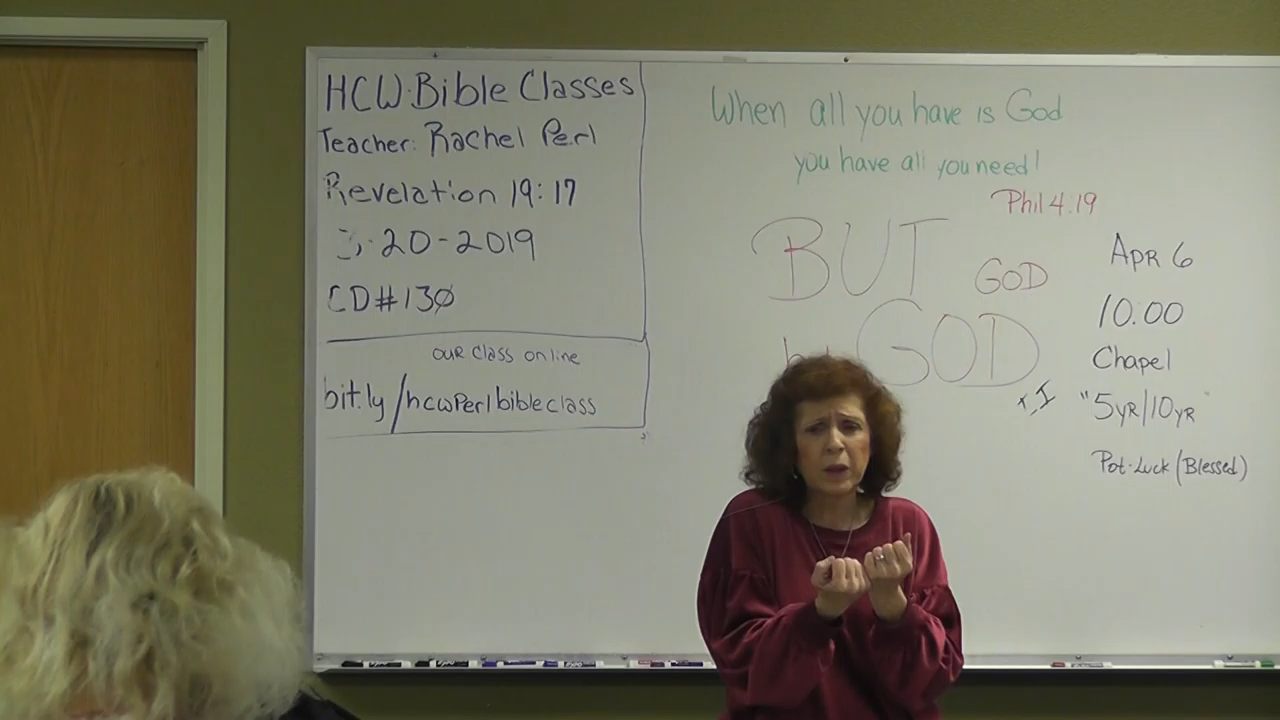 HCW Bible Classes
Teacher: Rachel Perl
Revelation 19:17
3-20-2019
CD#130
our class online
bit.ly/hcwPerlbibleclass
When all you have is God
you have all you need!
Phil 4:19
BUT GOD
GOD
Apr 6
10:00
Chapel
"5yr/10yr"
Pot-Luck (Blessed)